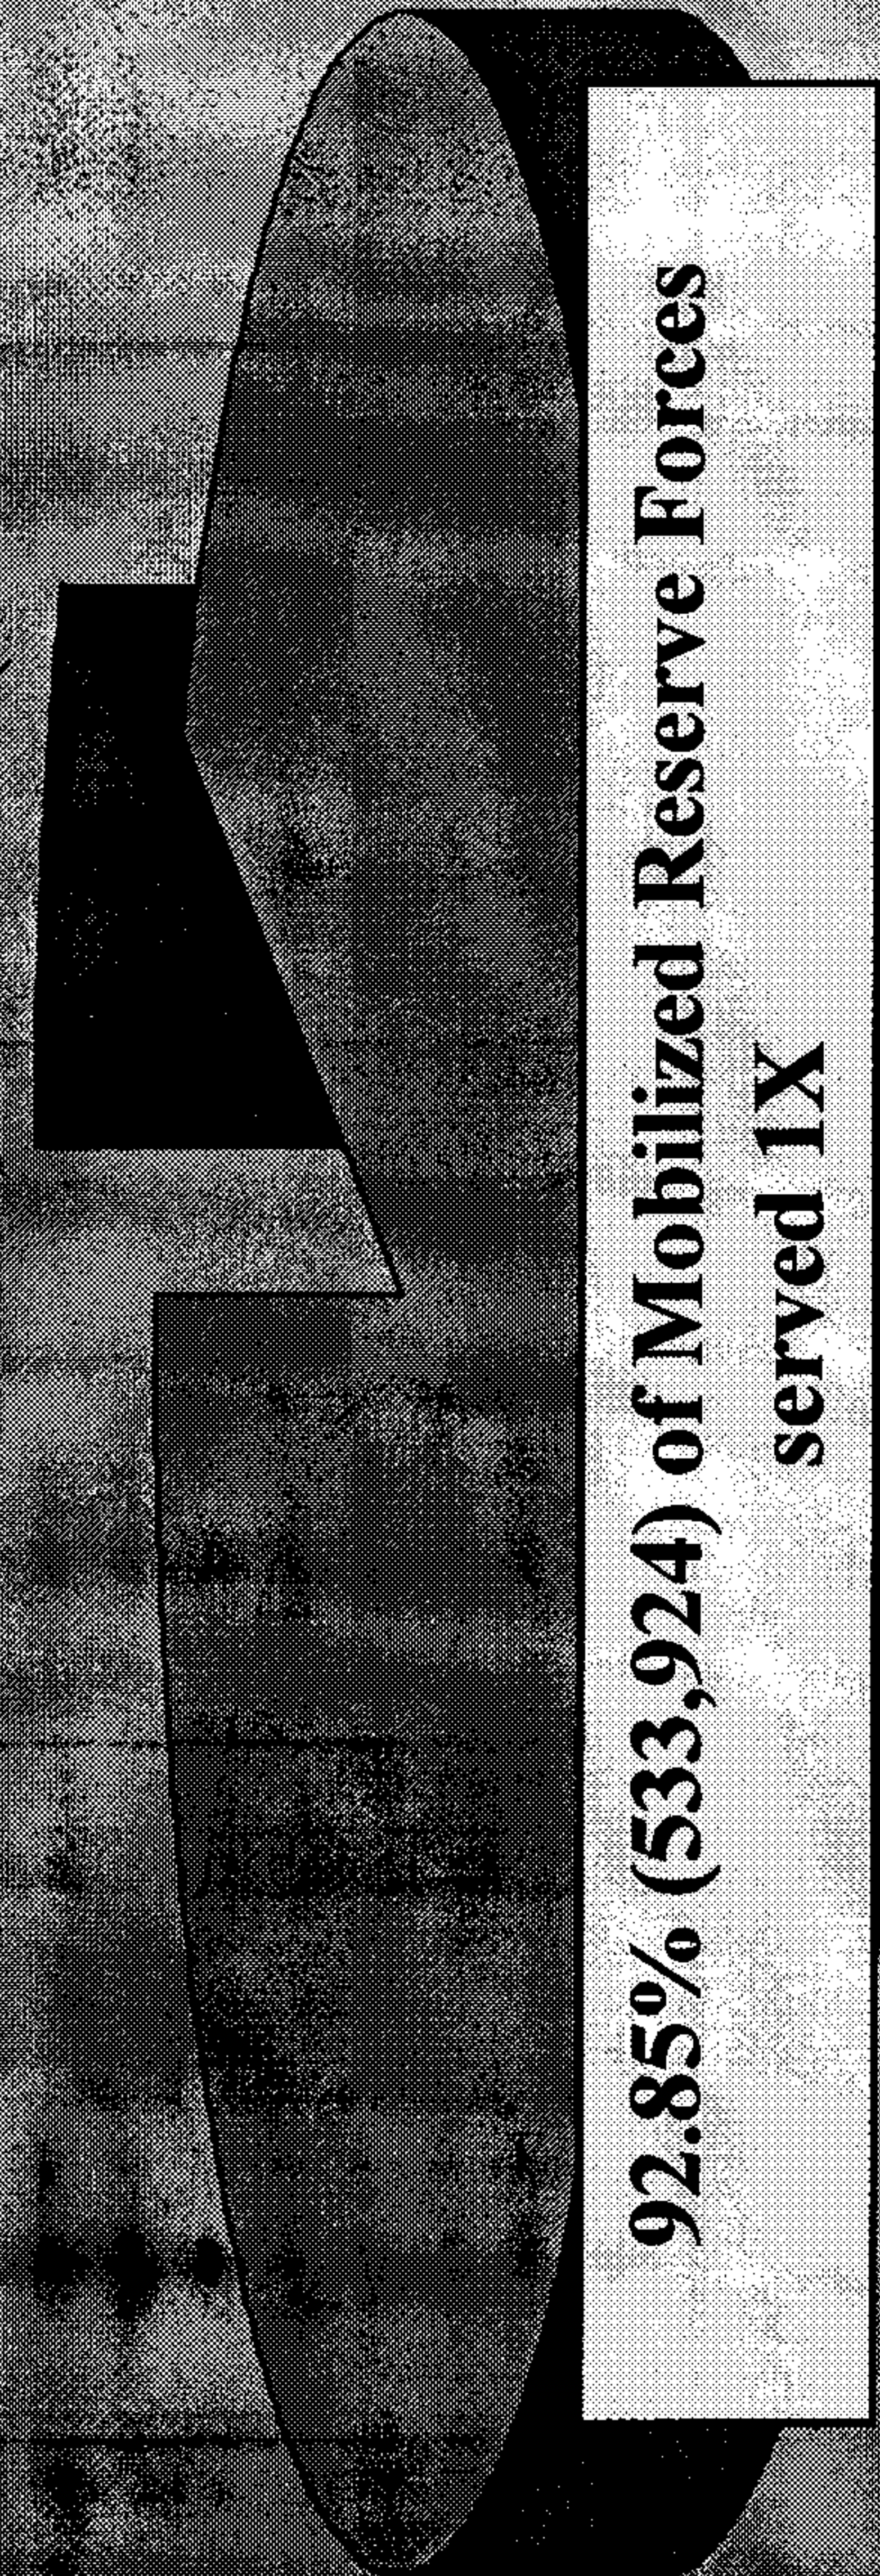 92.85% (533,924) of Mobilized Reserve Forces
served 1X